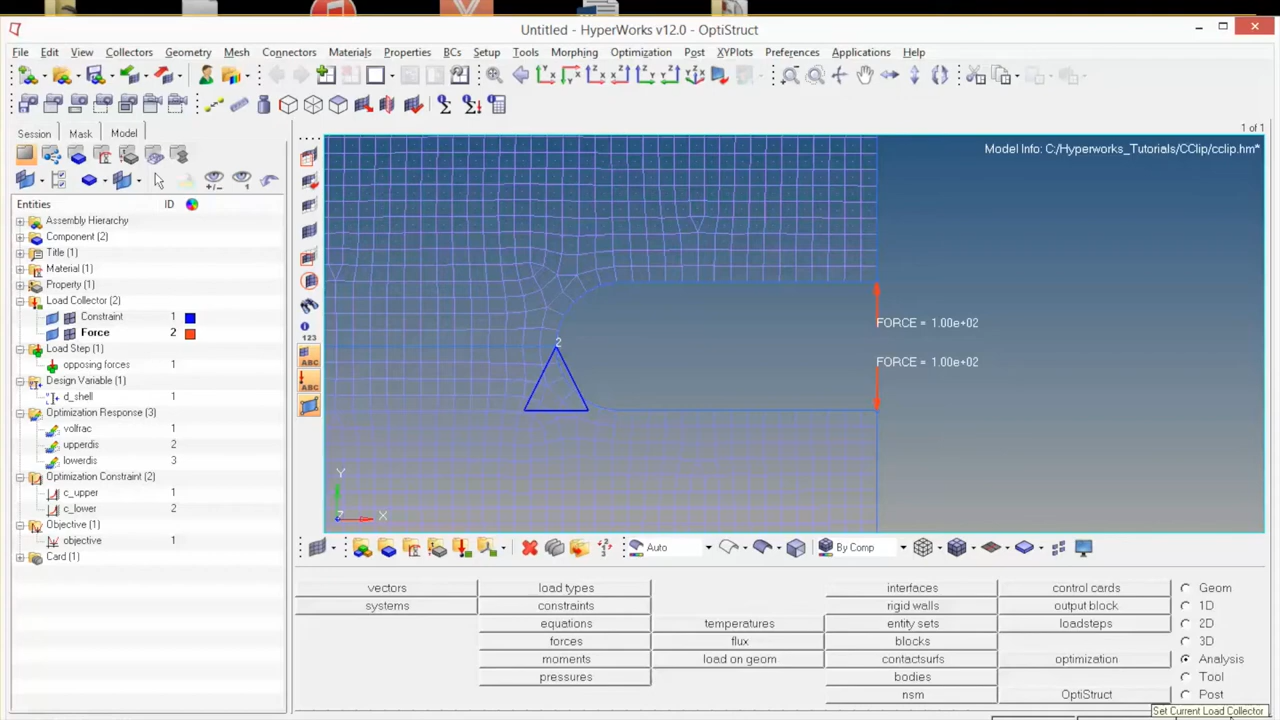 Untitled - HyperWorks v12.0 - OptiStruct
File Edit View Collectors Geometry Mesh Connectors Materials Properties BCs Setup Tools Morphing Optimization Post XYPlots Preferences Applications Help
Session Mask Model
1 of 1
Model Info: C:/Hyperworks_Tutorials/CClip/cclip.hm*
Entities ID
Assembly Hierarchy
Component (2)
Title (1)
Material (1)
Property (1)
Load Collector (2)
Constraint 1
Force 2
Load Step (1)
opposing forces 1
Design Variable (1)
d_shell 1
Optimization Response (3)
volfrac 1
upperdis 2
lowerdis 3
Optimization Constraint (2)
c_upper 1
c_lower 2
Objective (1)
objective 1
Card (1)
123
ABC
ABC
FORCE = 1.00e+02
2
FORCE = 1.00e+02
Y
Z X
Auto By Comp
vectors load types interfaces control cards Geom
systems constraints rigid walls output block 1D
equations temperatures entity sets loadsteps 2D
forces flux blocks 3D
moments load on geom contactsurfs optimization Analysis
pressures bodies Tool
nsm OptiStruct Post
Set Current Load Collector